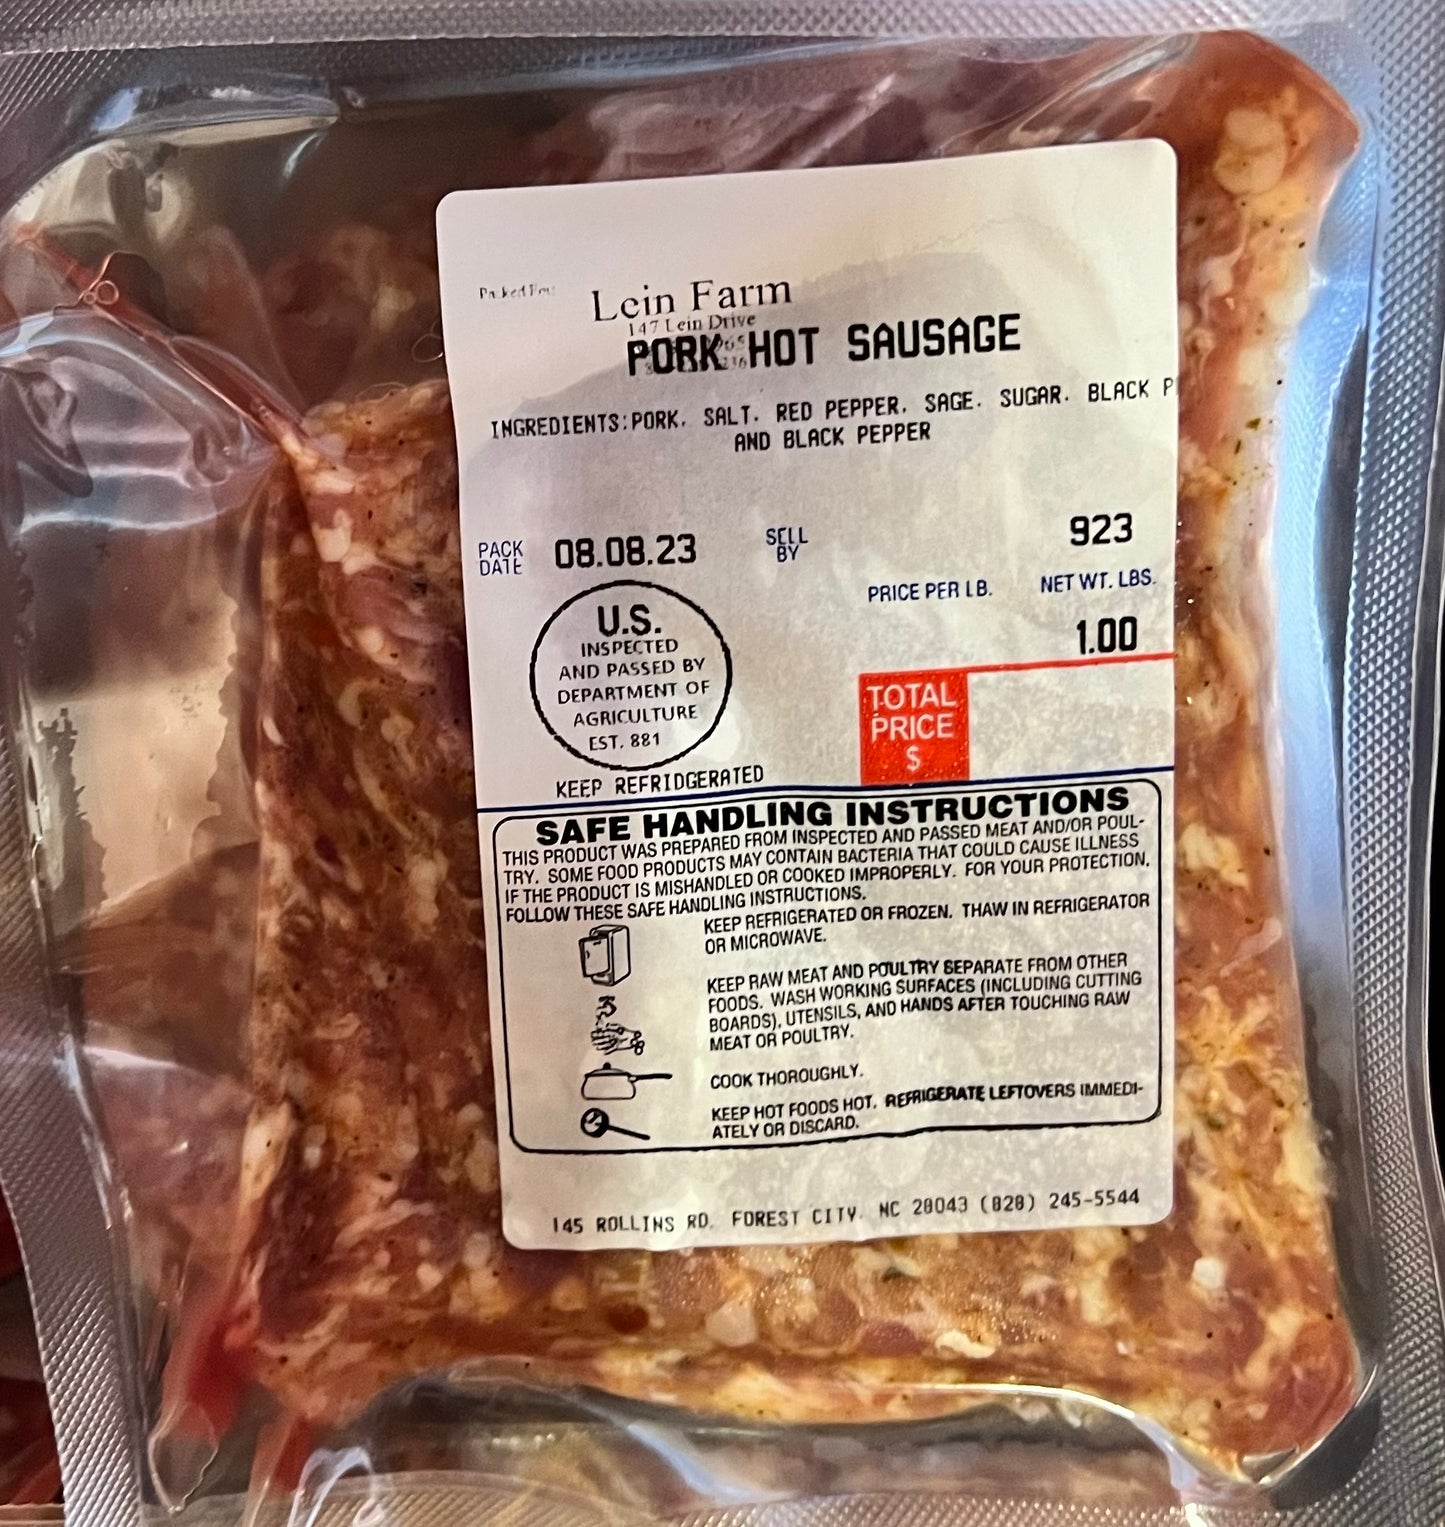 Packed For:
Lein Farm
147 Lein Drive
PORK HOT SAUSAGE
INGREDIENTS:PORK, SALT, RED PEPPER, SAGE, SUGAR, BLACK P
AND BLACK PEPPER
PACK DATE 08.08.23 SELL BY 923
PRICE PER LB. NET WT. LBS.
1.00
U.S.
INSPECTED
AND PASSED BY
DEPARTMENT OF
AGRICULTURE
EST. 881
TOTAL
PRICE
$
KEEP REFRIDGERATED
SAFE HANDLING INSTRUCTIONS
THIS PRODUCT WAS PREPARED FROM INSPECTED AND PASSED MEAT AND/OR POUL-
TRY. SOME FOOD PRODUCTS MAY CONTAIN BACTERIA THAT COULD CAUSE ILLNESS
IF THE PRODUCT IS MISHANDLED OR COOKED IMPROPERLY. FOR YOUR PROTECTION,
FOLLOW THESE SAFE HANDLING INSTRUCTIONS.
KEEP REFRIGERATED OR FROZEN. THAW IN REFRIGERATOR
OR MICROWAVE.
KEEP RAW MEAT AND POULTRY SEPARATE FROM OTHER
FOODS. WASH WORKING SURFACES (INCLUDING CUTTING
BOARDS), UTENSILS, AND HANDS AFTER TOUCHING RAW
MEAT OR POULTRY.
COOK THOROUGHLY.
KEEP HOT FOODS HOT. REFRIGERATE LEFTOVERS IMMEDI-
ATELY OR DISCARD.
145 ROLLINS RD. FOREST CITY, NC 28043 (828) 245-5544